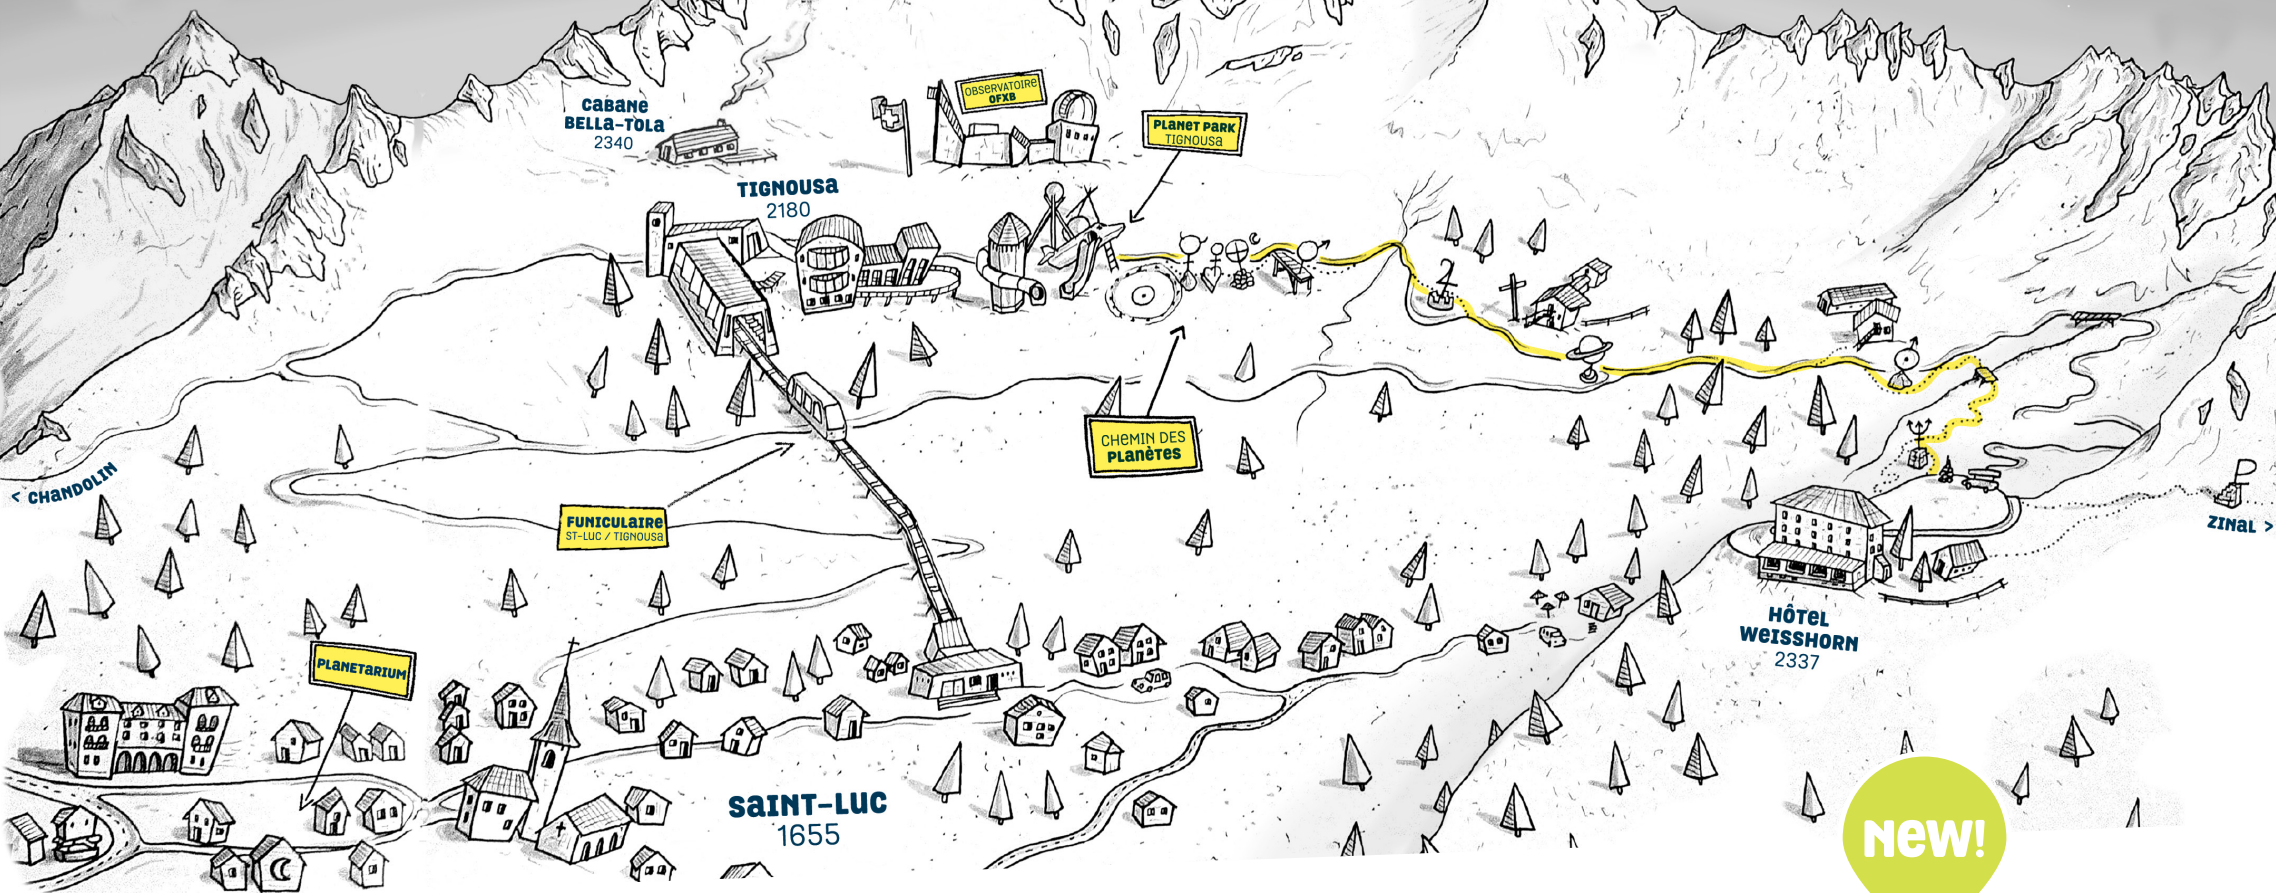 OBSERVATOIRE
OFXB
CABANE
BELLA-TOLA
2340
PLANET PARK
TIGNOUSA
TIGNOUSA
2180
CHEMIN DES
PLANÈTES
< CHANDOLIN
FUNICULAIRE
ST-LUC / TIGNOUSA
ZINAL >
HÔTEL
WEISSHORN
2337
PLANETARIUM
SAINT-LUC
1655
NEW!